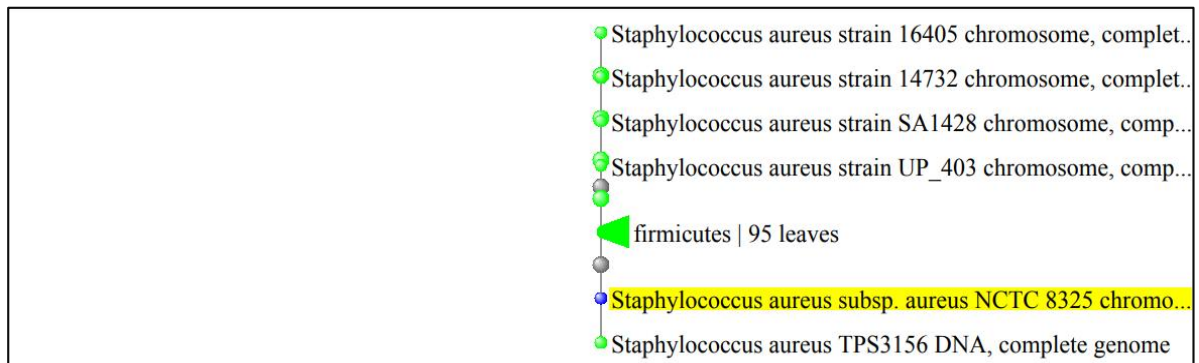 Staphylococcus aureus strain 16405 chromosome, complet..
Staphylococcus aureus strain 14732 chromosome, complet..
Staphylococcus aureus strain SA1428 chromosome, comp...
Staphylococcus aureus strain UP_403 chromosome, comp...
firmicutes | 95 leaves
Staphylococcus aureus subsp. aureus NCTC 8325 chromo...
Staphylococcus aureus TPS3156 DNA, complete genome